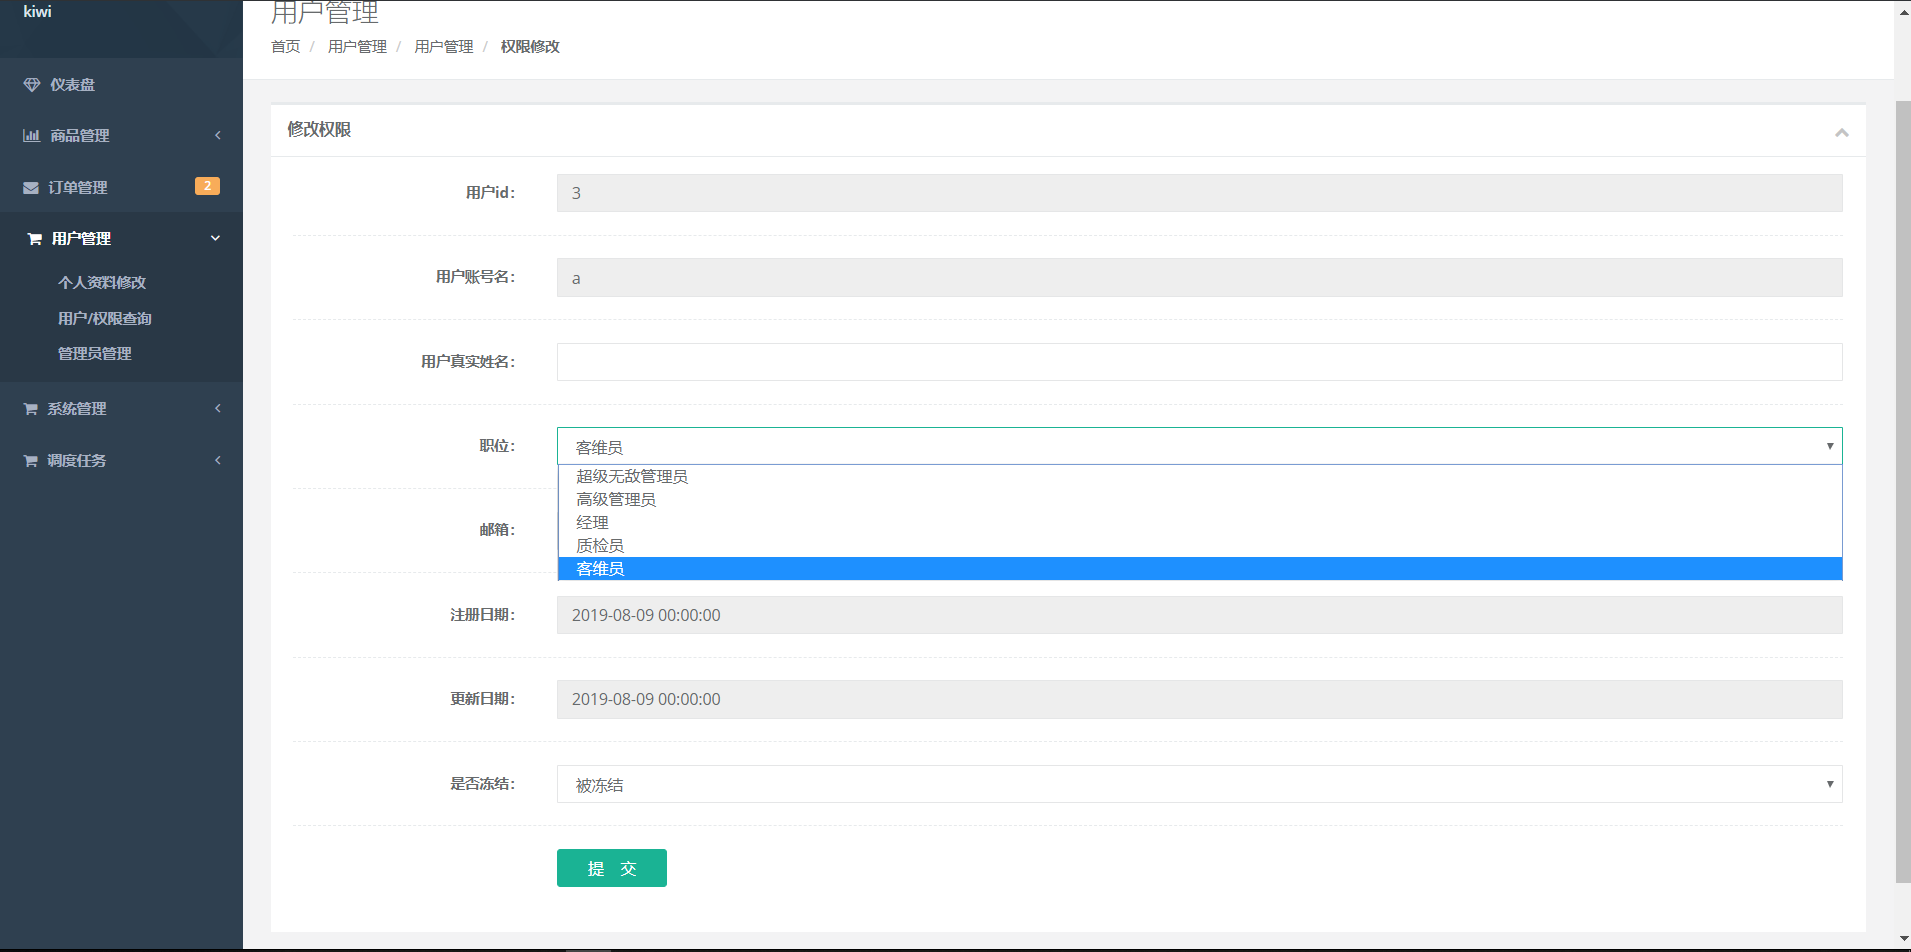 kiwi
仪表盘
商品管理
订单管理 2
用户管理
个人资料修改
用户/权限查询
管理员管理
系统管理
调度任务
用户管理
首页 / 用户管理 / 用户管理 / 权限修改
修改权限
用户id： 3
用户账号名： a
用户真实姓名：
职位： 客维员
超级无敌管理员
高级管理员
经理
质检员
客维员
邮箱：
注册日期： 2019-08-09 00:00:00
更新日期： 2019-08-09 00:00:00
是否冻结： 被冻结
提 交